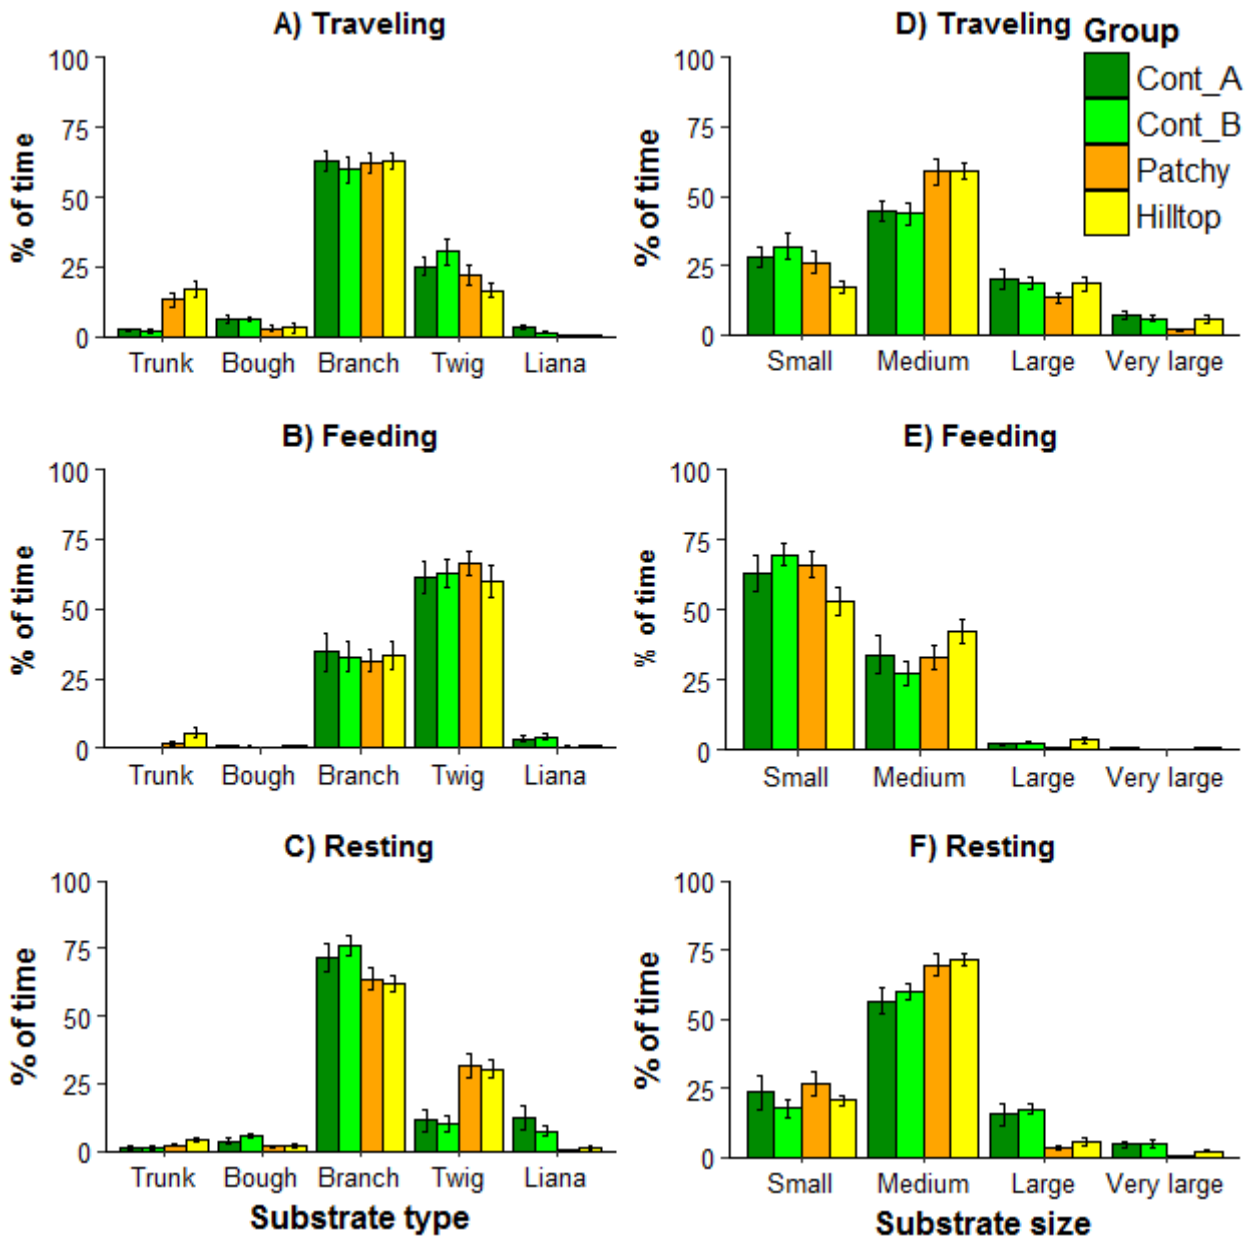 A) Traveling
% of time
100
75
50
25
0
Trunk Bough Branch Twig Liana
D) Traveling
% of time
100
75
50
25
0
Small Medium Large Very large
Group
Cont_A
Cont_B
Patchy
Hilltop
B) Feeding
% of time
100
75
50
25
0
Trunk Bough Branch Twig Liana
E) Feeding
% of time
100
75
50
25
0
Small Medium Large Very large
C) Resting
% of time
100
75
50
25
0
Trunk Bough Branch Twig Liana
Substrate type
F) Resting
% of time
100
75
50
25
0
Small Medium Large Very large
Substrate size